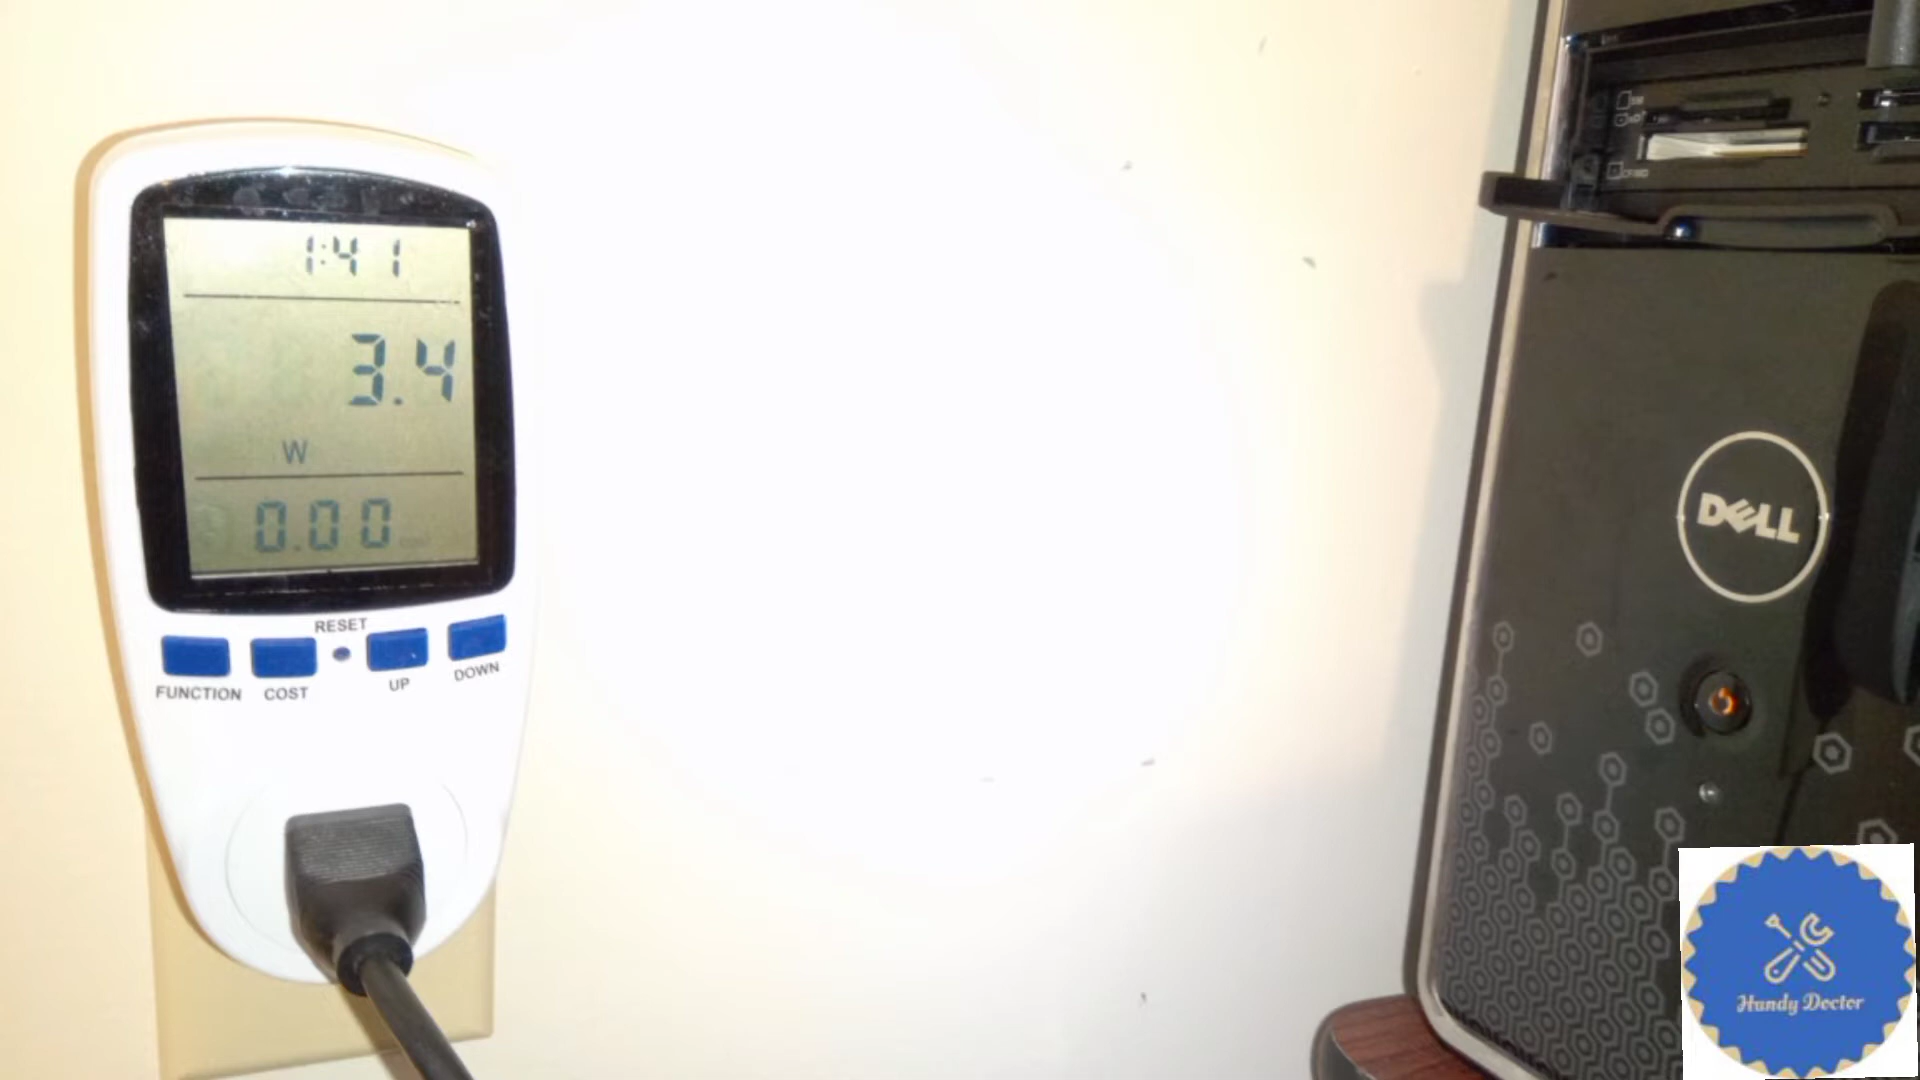 1:41
3.4
W
0.00
RESET
FUNCTION COST UP DOWN
DELL
Handy Doctor